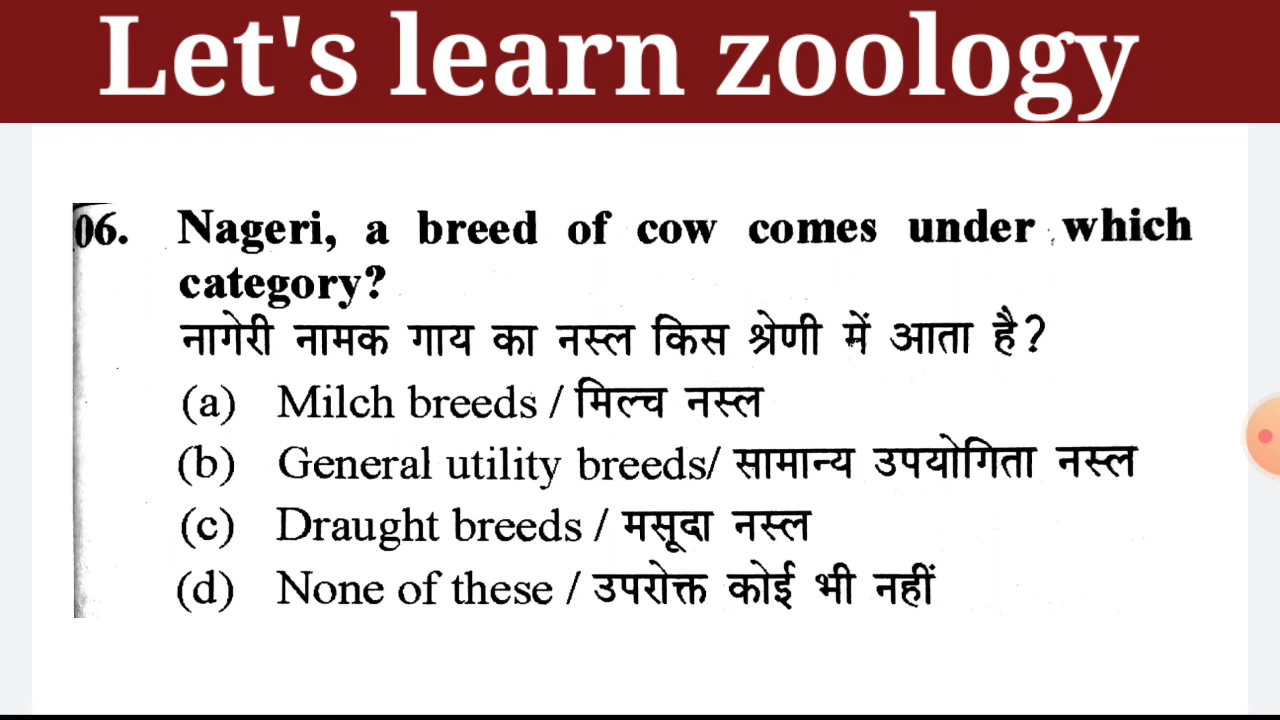 Let's learn zoology
06. Nageri, a breed of cow comes under which
category?
नागेरी नामक गाय का नस्ल किस श्रेणी में आता है?
(a) Milch breeds / मिल्च नस्ल
(b) General utility breeds/ सामान्य उपयोगिता नस्ल
(c) Draught breeds / मसूदा नस्ल
(d) None of these / उपरोक्त कोई भी नहीं